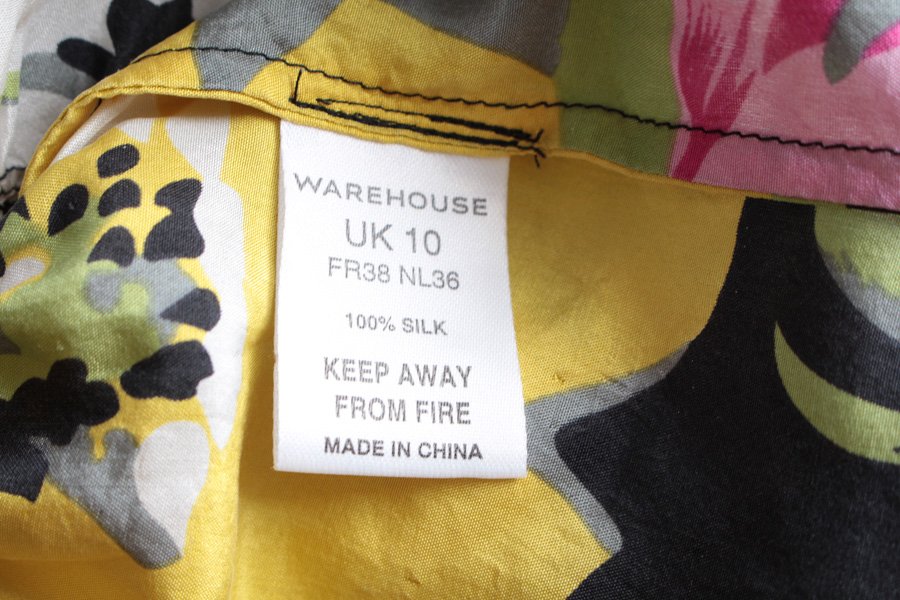 WAREHOUSE
UK 10
FR38 NL36
100% SILK
KEEP AWAY
FROM FIRE
MADE IN CHINA